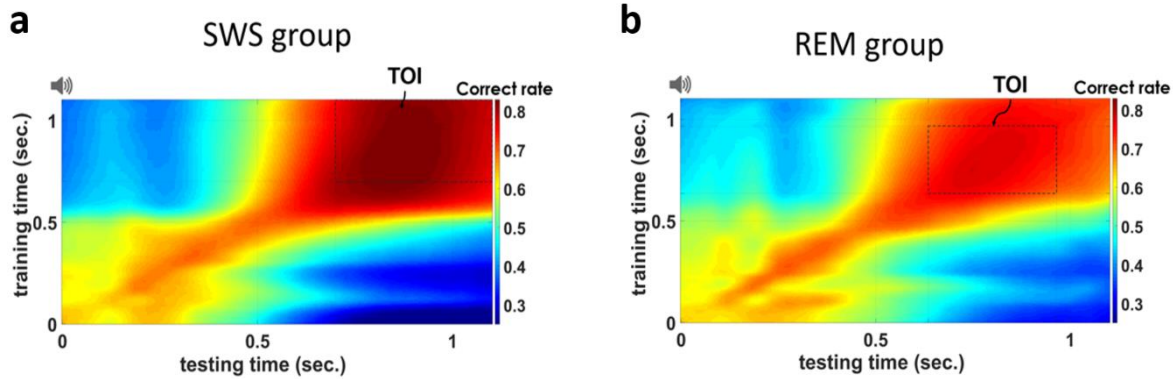 a
SWS group
TOI
Correct rate
0.8
0.7
0.6
0.5
0.4
0.3
1
0.5
0
training time (sec.)
0
0.5
1
testing time (sec.)
b
REM group
TOI
Correct rate
0.8
0.7
0.6
0.5
0.4
0.3
1
0.5
0
training time (sec.)
0
0.5
1
testing time (sec.)